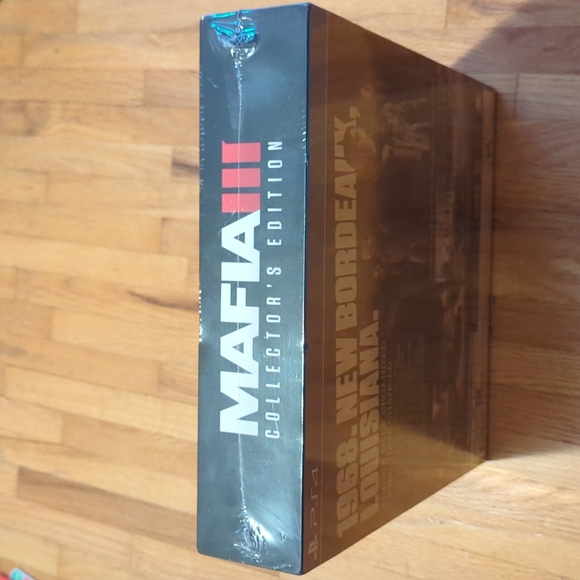 MAFIA III
COLLECTOR'S EDITION
1968. NEW BORDEAUX,
LOUISIANA.
PS4